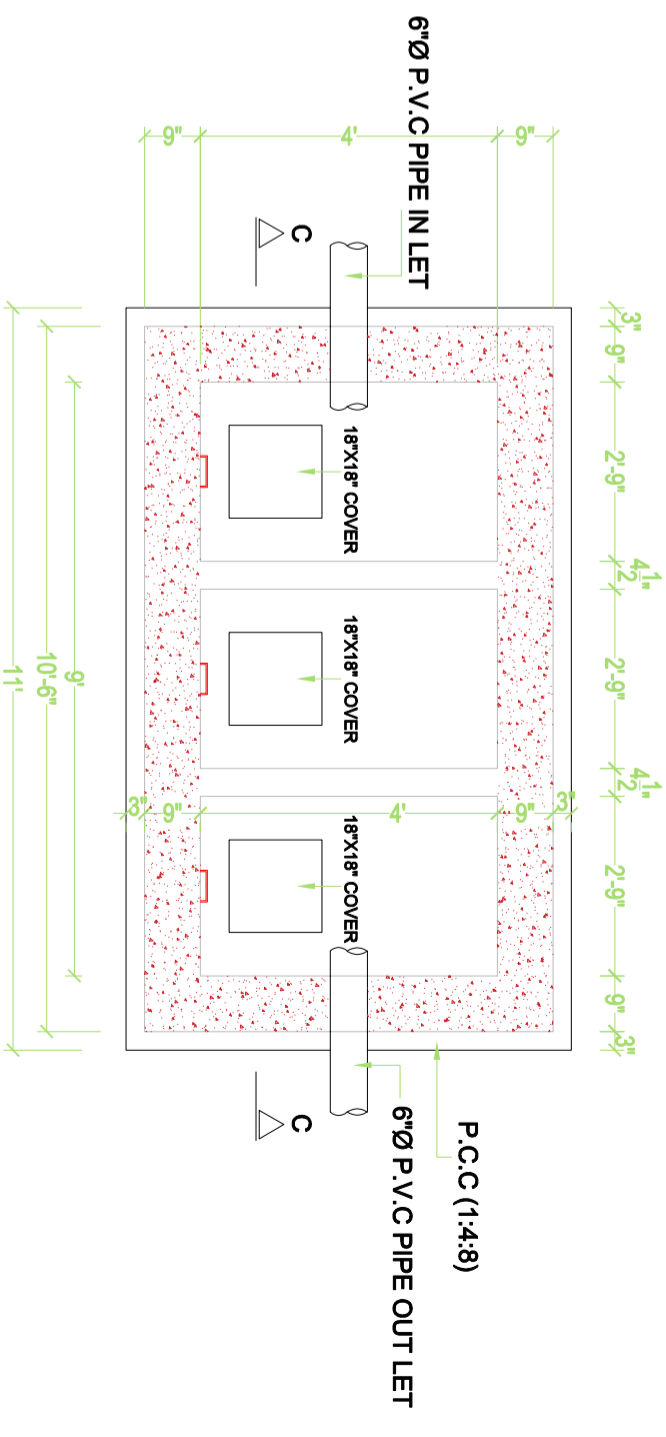 6"Ø P.V.C PIPE IN LET
9"
4'
9"
C
3"
9"
2'-9"
4½"
2'-9"
4½"
2'-9"
9"
3"
18"X18" COVER
18"X18" COVER
18"X18" COVER
3"
9"
4'
9"
3"
9'
10'-6"
11'
C
P.C.C (1:4:8)
6"Ø P.V.C PIPE OUT LET